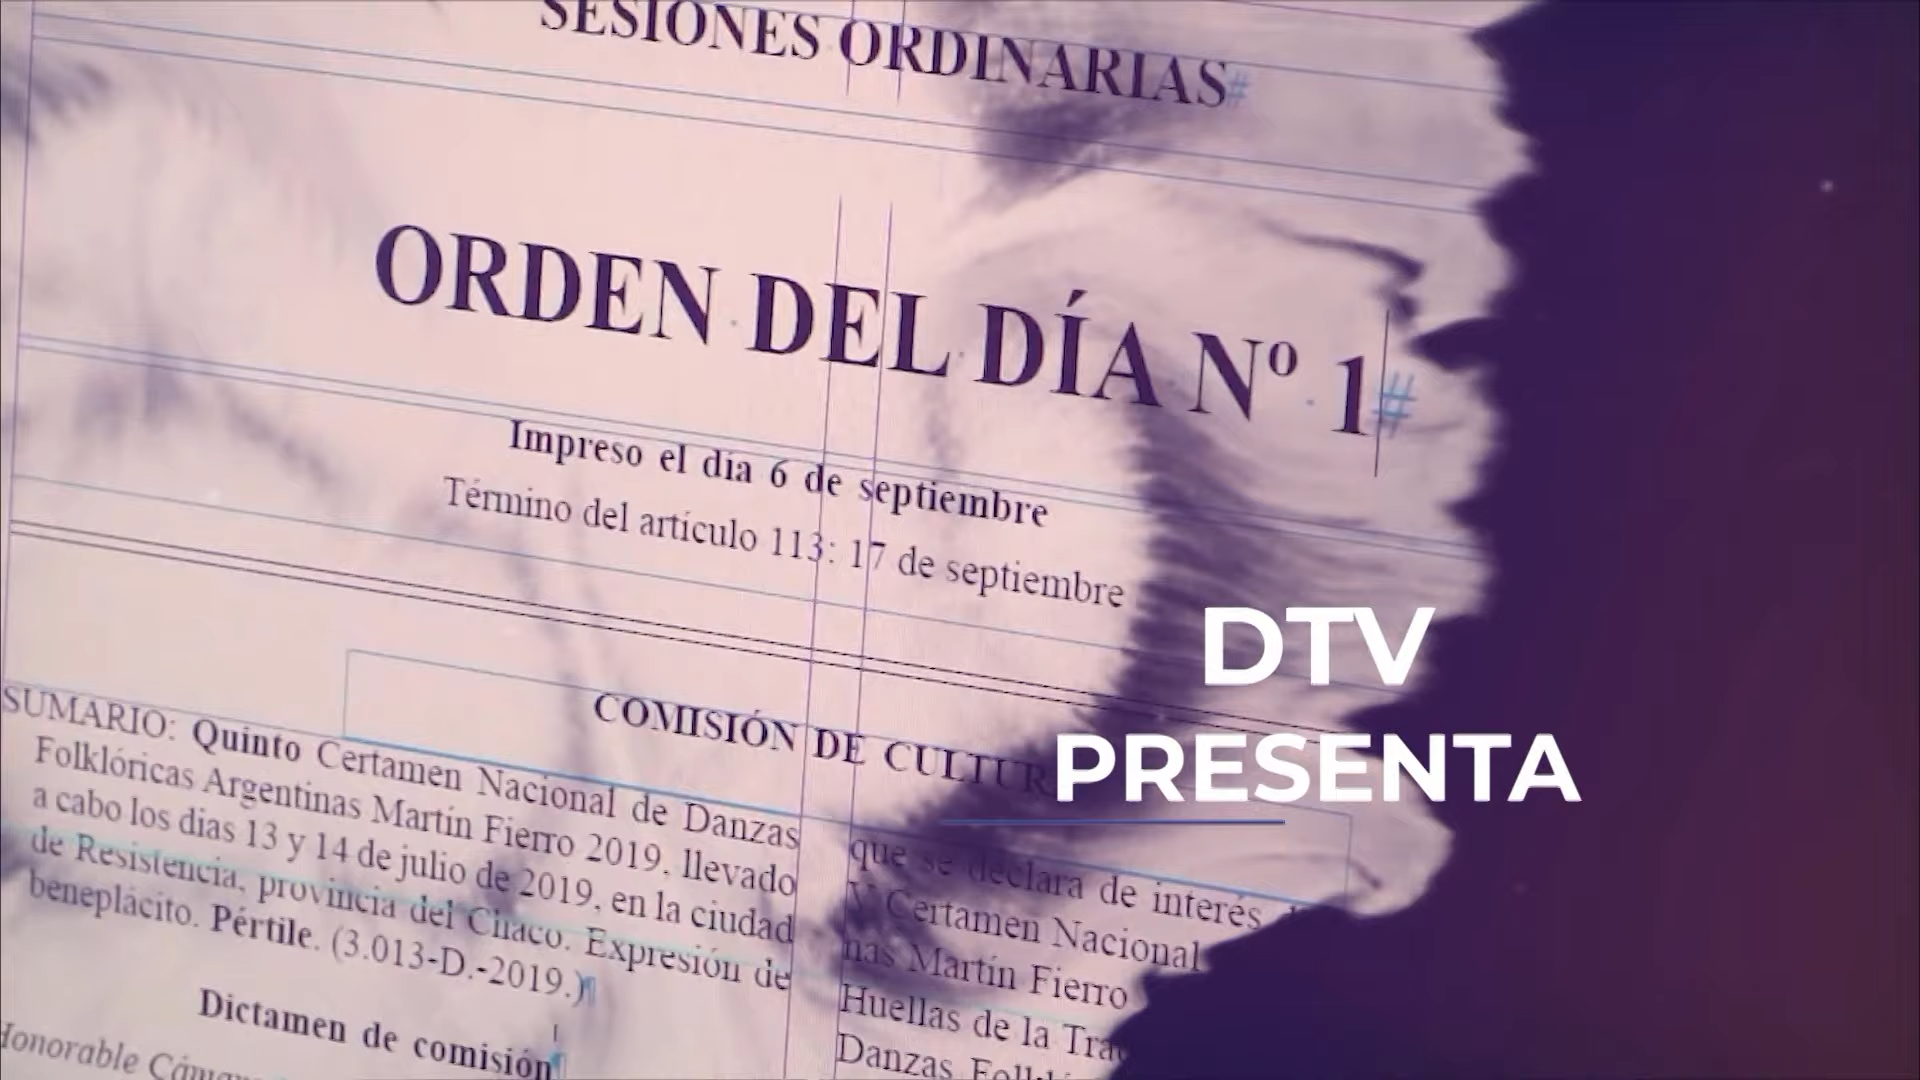 SESIONES ORDINARIAS#
ORDEN DEL DÍA Nº 1#
Impreso el día 6 de septiembre
Término del artículo 113: 17 de septiembre
COMISIÓN DE CULTUR
SUMARIO: Quinto Certamen Nacional de Danzas
Folklóricas Argentinas Martín Fierro 2019, llevado
a cabo los días 13 y 14 de julio de 2019, en la ciudad
de Resistencia, provincia del Chaco. Expresión de
beneplácito. Pértile. (3.013-D.-2019.)¶
Dictamen de comisión¶
Honorable
que se declara de interés
V Certamen Nacional
nas Martín Fierro
Huellas de la
Danzas
DTV
PRESENTA